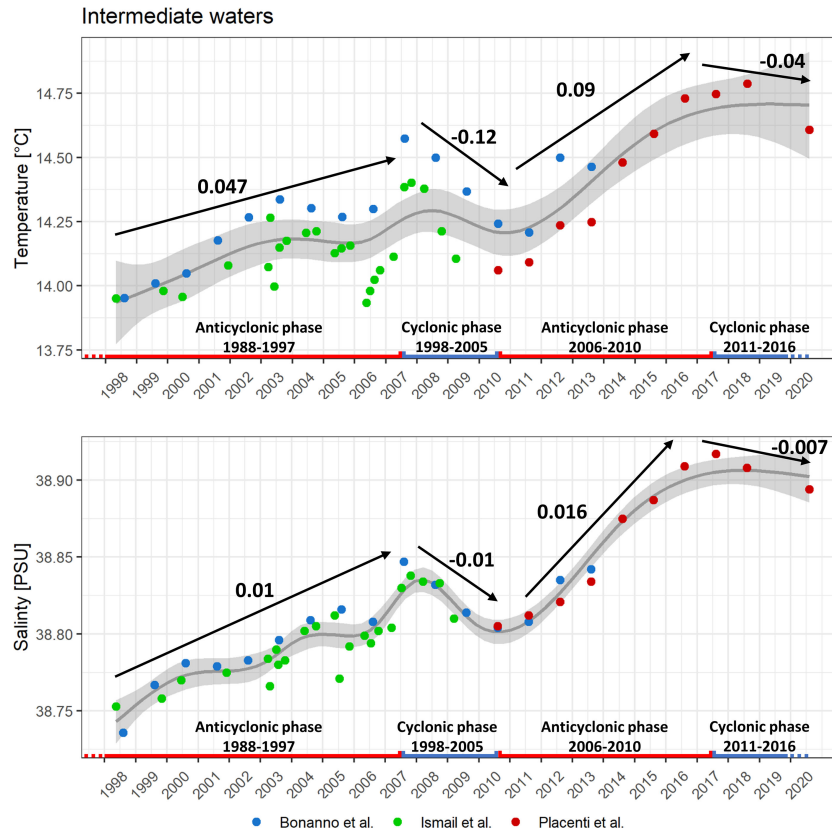 Intermediate waters
Temperature [°C]
14.75
14.50
14.25
14.00
13.75
0.047
-0.12
0.09
-0.04
Anticyclonic phase
1988-1997
Cyclonic phase
1998-2005
Anticyclonic phase
2006-2010
Cyclonic phase
2011-2016
1998 1999 2000 2001 2002 2003 2004 2005 2006 2007 2008 2009 2010 2011 2012 2013 2014 2015 2016 2017 2018 2019 2020
Salinty [PSU]
38.90
38.85
38.80
38.75
0.01
-0.01
0.016
-0.007
Anticyclonic phase
1988-1997
Cyclonic phase
1998-2005
Anticyclonic phase
2006-2010
Cyclonic phase
2011-2016
1998 1999 2000 2001 2002 2003 2004 2005 2006 2007 2008 2009 2010 2011 2012 2013 2014 2015 2016 2017 2018 2019 2020
Bonanno et al. Ismail et al. Placenti et al.